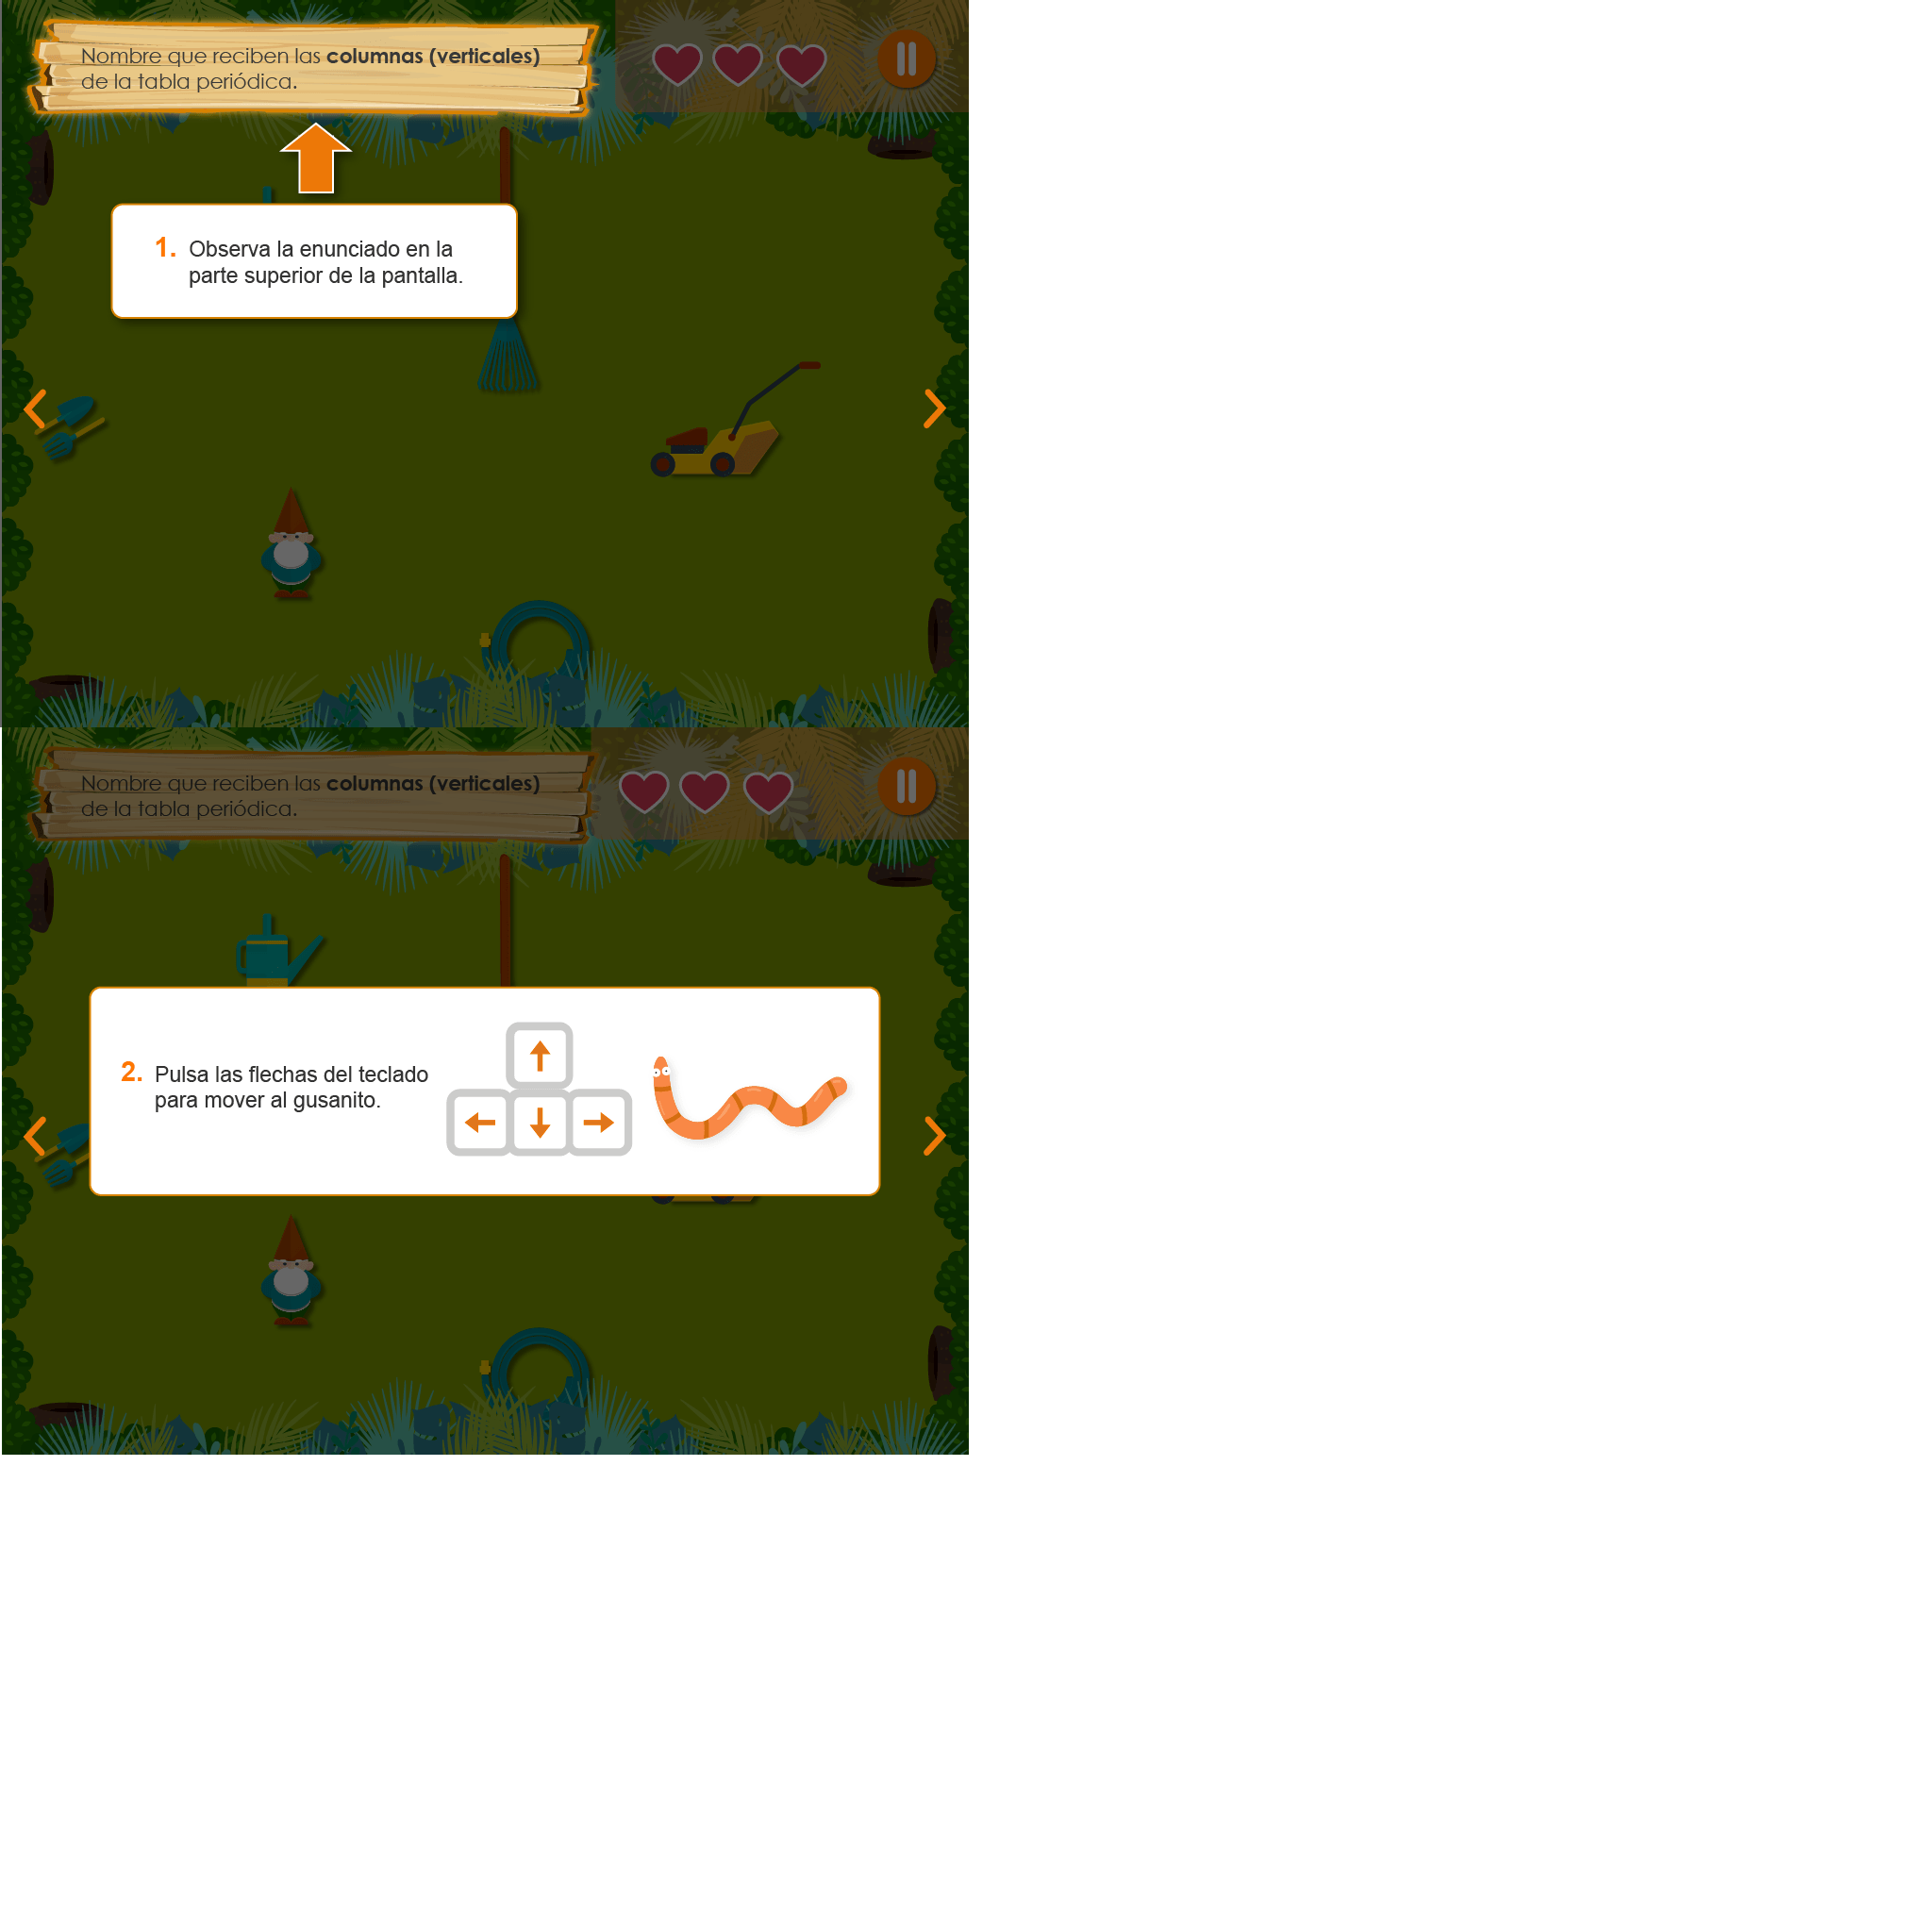 Nombre que reciben las columnas (verticales)
de la tabla periódica.
1. Observa la enunciado en la
parte superior de la pantalla.
Nombre que reciben las columnas (verticales)
de la tabla periódica.
2. Pulsa las flechas del teclado
para mover al gusanito.